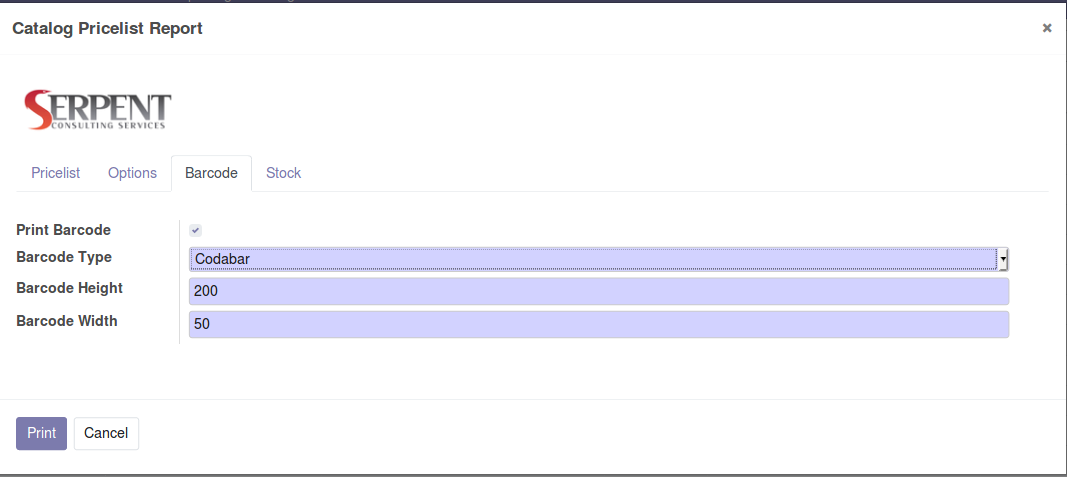 Catalog Pricelist Report ×
SERPENT
CONSULTING SERVICES
Pricelist Options Barcode Stock
Print Barcode
Barcode Type Codabar
Barcode Height 200
Barcode Width 50
Print Cancel